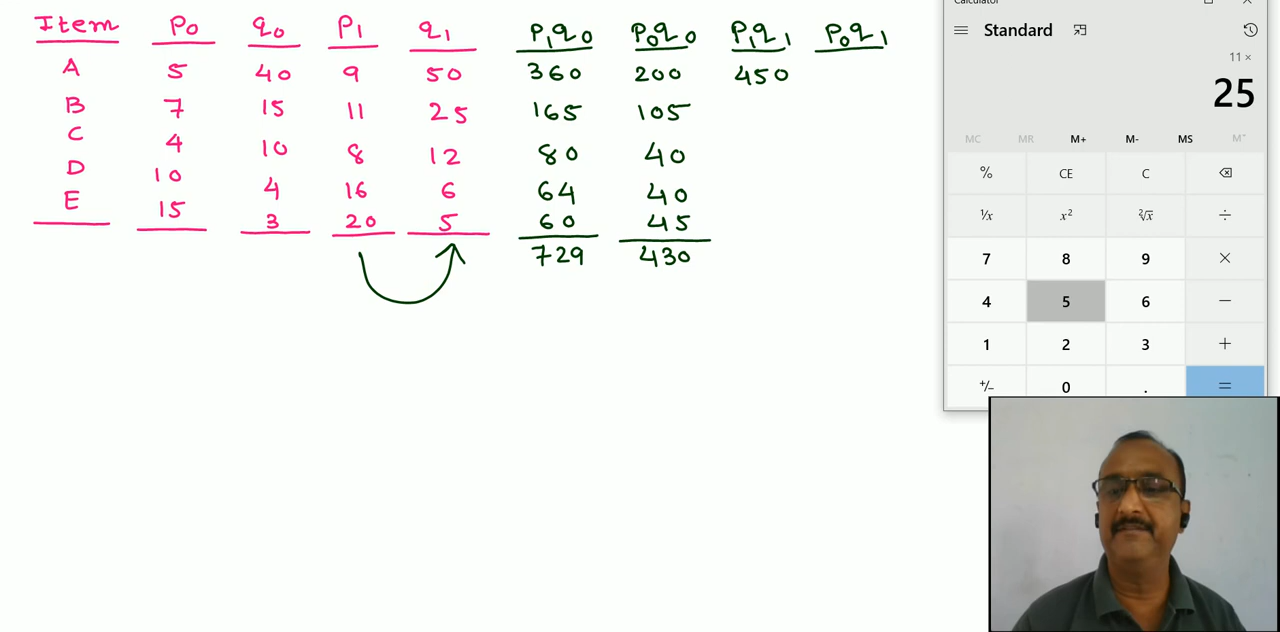 Item P0 q0 P1 q1 P1q0 P0q0 P1q1 P0q1
A 5 40 9 50 360 200 450
B 7 15 11 25 165 105
C 4 10 8 12 80 40
D 10 4 16 6 64 40
E 15 3 20 5 60 45
729 430
Calculator
Standard
11 ×
25
MC MR M+ M- MS M˅
% CE C ⌫
¹/x x² ²√x ÷
7 8 9 ×
4 5 6 −
1 2 3 +
+/− 0 . =